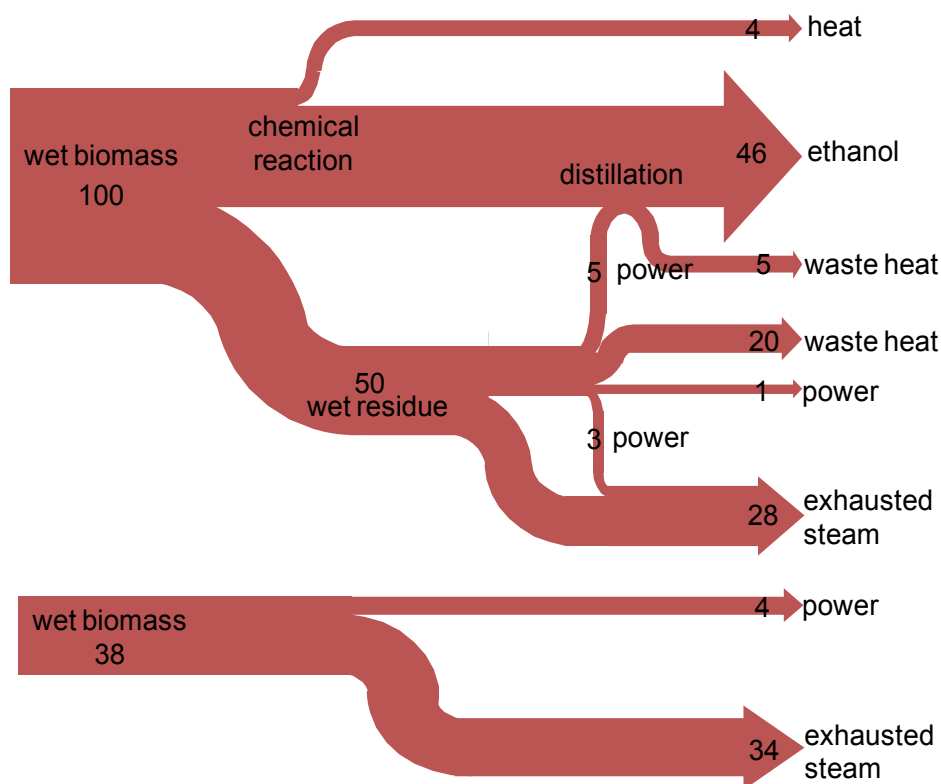 4 heat
wet biomass
100
chemical
reaction
distillation
46 ethanol
5 power
5 waste heat
20 waste heat
50
wet residue
1 power
3 power
28 exhausted
steam
wet biomass
38
4 power
34 exhausted
steam